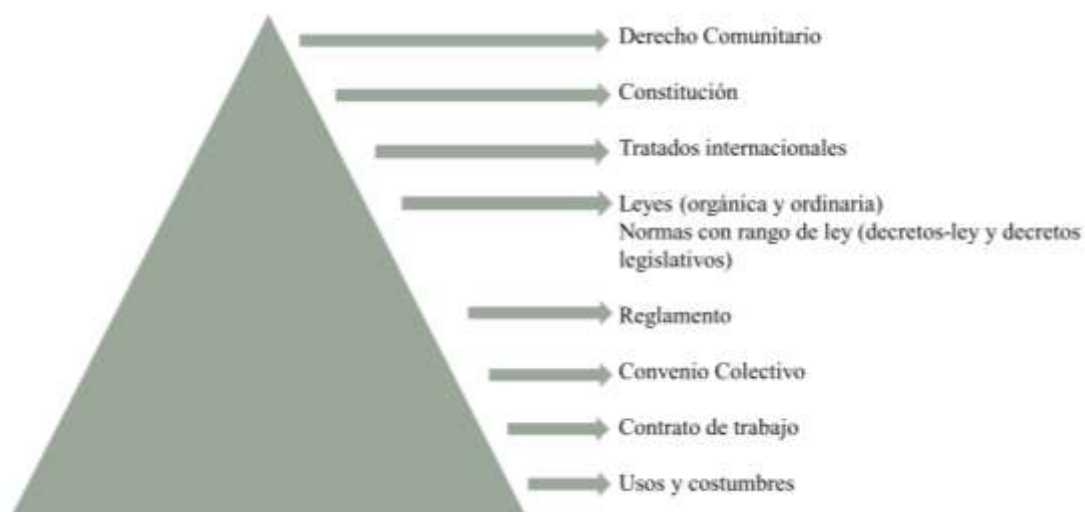 Derecho Comunitario
Constitución
Tratados internacionales
Leyes (orgánica y ordinaria)
Normas con rango de ley (decretos-ley y decretos
legislativos)
Reglamento
Convenio Colectivo
Contrato de trabajo
Usos y costumbres